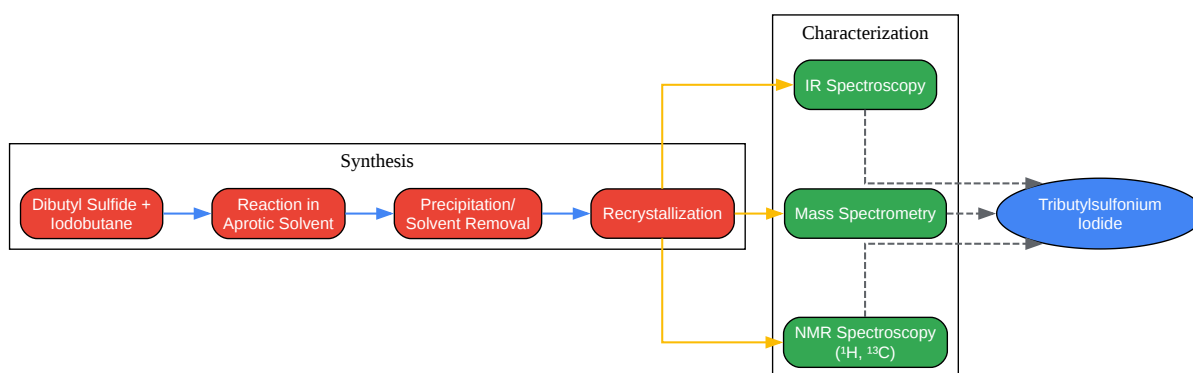 Synthesis
Dibutyl Sulfide +
Iodobutane
Reaction in
Aprotic Solvent
Precipitation/
Solvent Removal
Recrystallization
Characterization
IR Spectroscopy
Mass Spectrometry
NMR Spectroscopy
(¹H, ¹³C)
Tributylsulfonium
Iodide